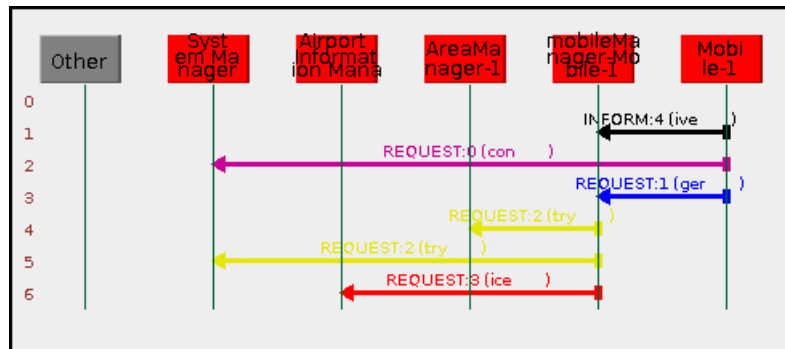 Other
Syst
em Ma
nager
Airport
Informat
ion Mana
AreaMa
nager-1
mobileMa
nager-Mo
bile-1
Mobi
le-1
0
INFORM:4 (ive )
1
REQUEST:0 (con )
2
REQUEST:1 (ger )
3
REQUEST:2 (try )
4
REQUEST:2 (try )
5
REQUEST:3 (ice )
6